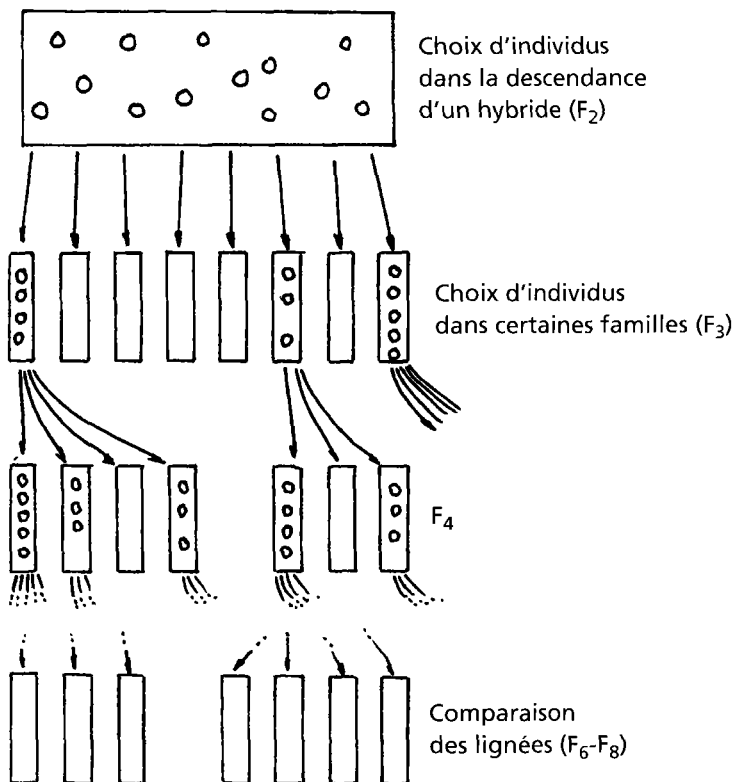 Choix d'individus
dans la descendance
d'un hybride (F₂)
Choix d'individus
dans certaines familles (F₃)
F₄
Comparaison
des lignées (F₆-F₈)